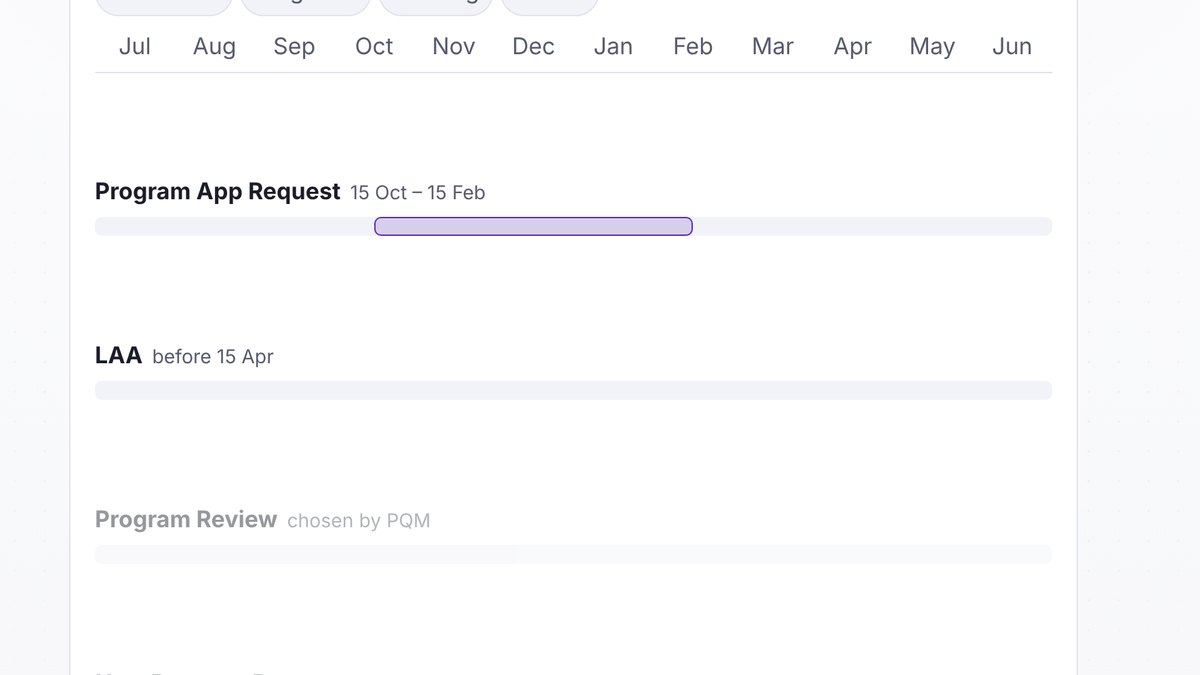 Jul Aug Sep Oct Nov Dec Jan Feb Mar Apr May Jun
Program App Request 15 Oct – 15 Feb
LAA before 15 Apr
Program Review chosen by PQM